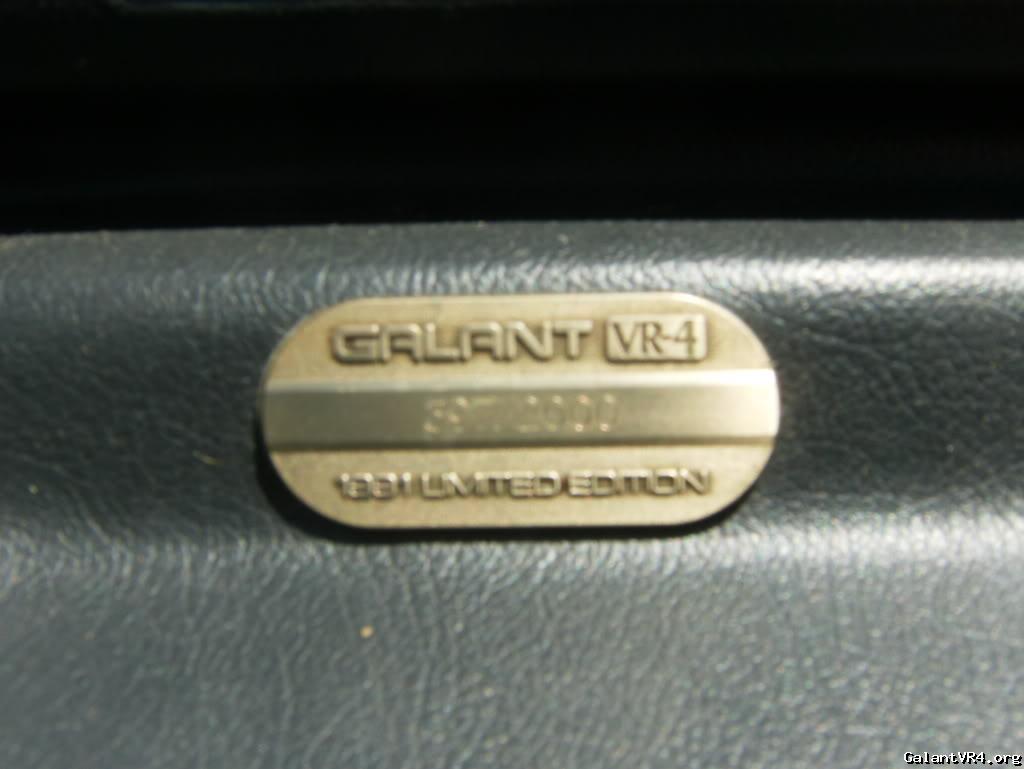 GALANT VR-4
1991 LIMITED EDITION
GalantVR4.org